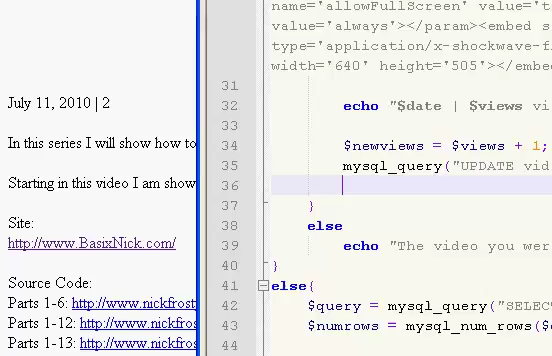 July 11, 2010 | 2
In this series I will show how to
Starting in this video I am show
Site:
http://www.BasixNick.com/
Source Code:
Parts 1-6: http://www.nickfrost
Parts 1-12: http://www.nickfros
Parts 1-13: http://www.nickfros
name='allowFullScreen' value='t
value='always'></param><embed s
type='application/x-shockwave-f
width='640' height='505'></embe
31
32 echo "$date | $views vi
33
34 $newviews = $views + 1;
35 mysql_query("UPDATE vid
36
37 }
38 else
39 echo "The video you wer
40 }
41 else{
42 $query = mysql_query("SELEC
43 $numrows = mysql_num_rows($
44